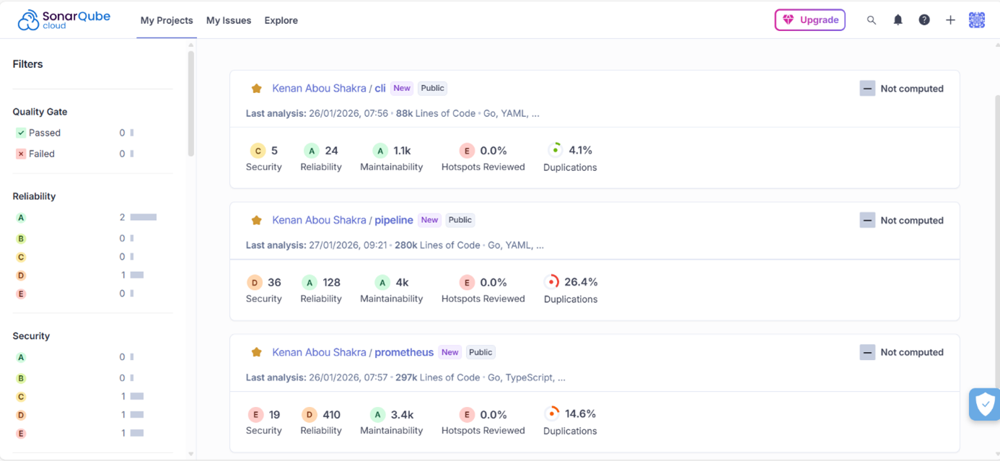 SonarQube cloud My Projects My Issues Explore Upgrade
Filters
Quality Gate
Passed 0
Failed 0
Reliability
A 2
B 0
C 0
D 1
E 0
Security
A 0
B 0
C 1
D 1
E 1
Kenan Abou Shakra / cli New Public Not computed
Last analysis: 26/01/2026, 07:56 • 88k Lines of Code • Go, YAML, ...
C 5 A 24 A 1.1k E 0.0% 4.1%
Security Reliability Maintainability Hotspots Reviewed Duplications
Kenan Abou Shakra / pipeline New Public Not computed
Last analysis: 27/01/2026, 09:21 • 280k Lines of Code • Go, YAML, ...
D 36 A 128 A 4k E 0.0% 26.4%
Security Reliability Maintainability Hotspots Reviewed Duplications
Kenan Abou Shakra / prometheus New Public Not computed
Last analysis: 26/01/2026, 07:57 • 297k Lines of Code • Go, TypeScript, ...
E 19 D 410 A 3.4k E 0.0% 14.6%
Security Reliability Maintainability Hotspots Reviewed Duplications